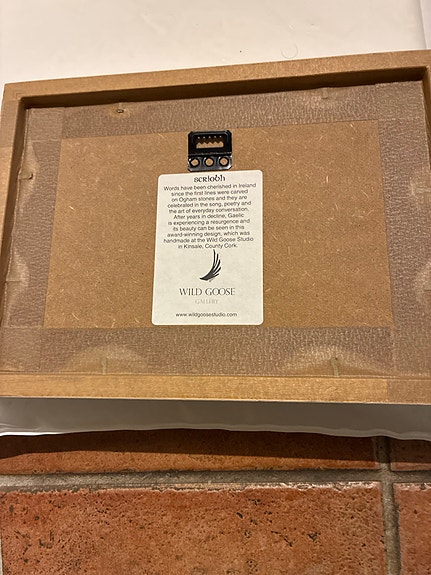 scríobh
Words have been cherished in Ireland
since the first lines were carved
on Ogham stones and they are
celebrated in the song, poetry and
the art of everyday conversation.
After years in decline, Gaelic
is experiencing a resurgence and
its beauty can be seen in this
award-winning design, which was
handmade at the Wild Goose Studio
in Kinsale, County Cork.
WILD GOOSE
GALLERY
www.wildgoosestudio.com